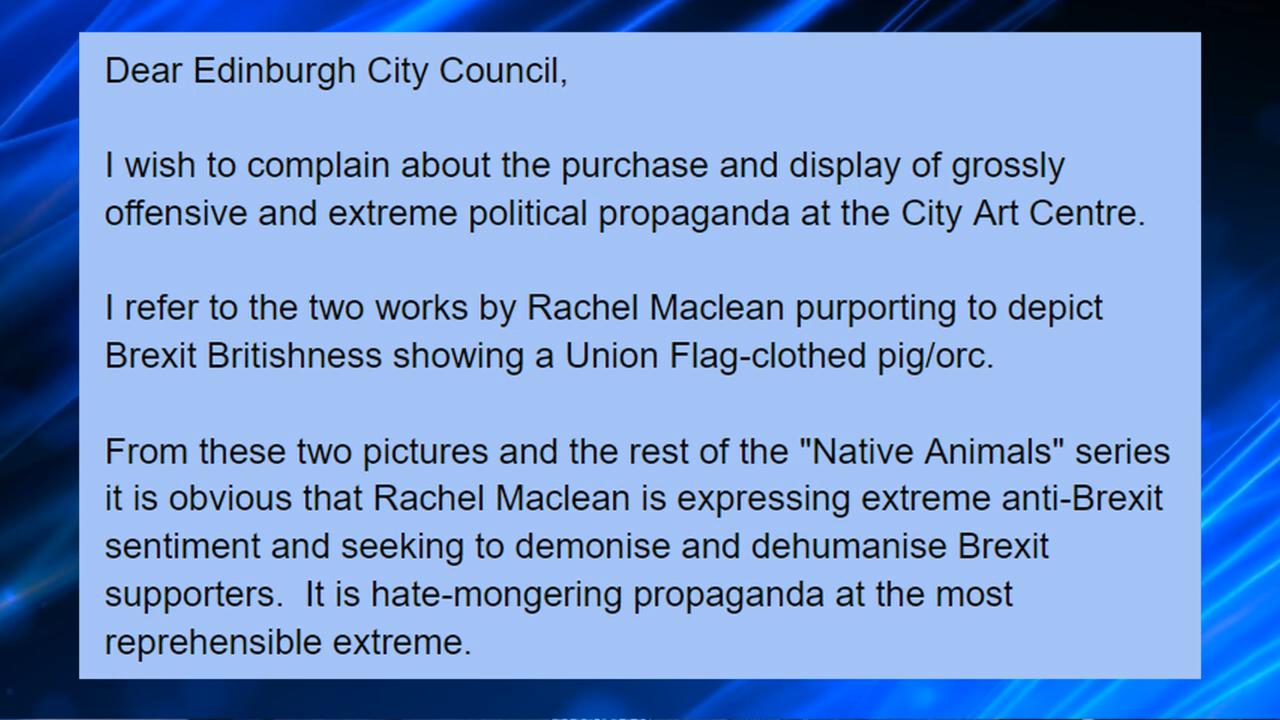 Dear Edinburgh City Council,
I wish to complain about the purchase and display of grossly
offensive and extreme political propaganda at the City Art Centre.
I refer to the two works by Rachel Maclean purporting to depict
Brexit Britishness showing a Union Flag-clothed pig/orc.
From these two pictures and the rest of the "Native Animals" series
it is obvious that Rachel Maclean is expressing extreme anti-Brexit
sentiment and seeking to demonise and dehumanise Brexit
supporters.  It is hate-mongering propaganda at the most
reprehensible extreme.